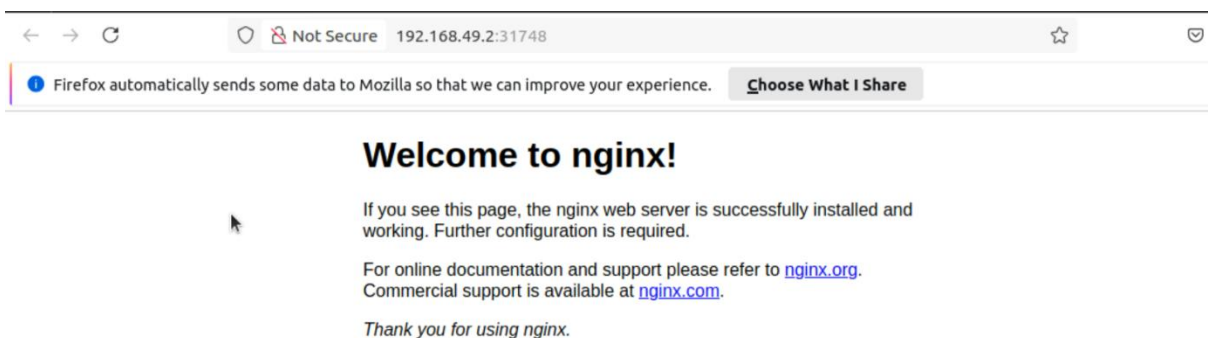 Not Secure 192.168.49.2:31748
Firefox automatically sends some data to Mozilla so that we can improve your experience. Choose What I Share
Welcome to nginx!
If you see this page, the nginx web server is successfully installed and
working. Further configuration is required.
For online documentation and support please refer to nginx.org.
Commercial support is available at nginx.com.
Thank you for using nginx.